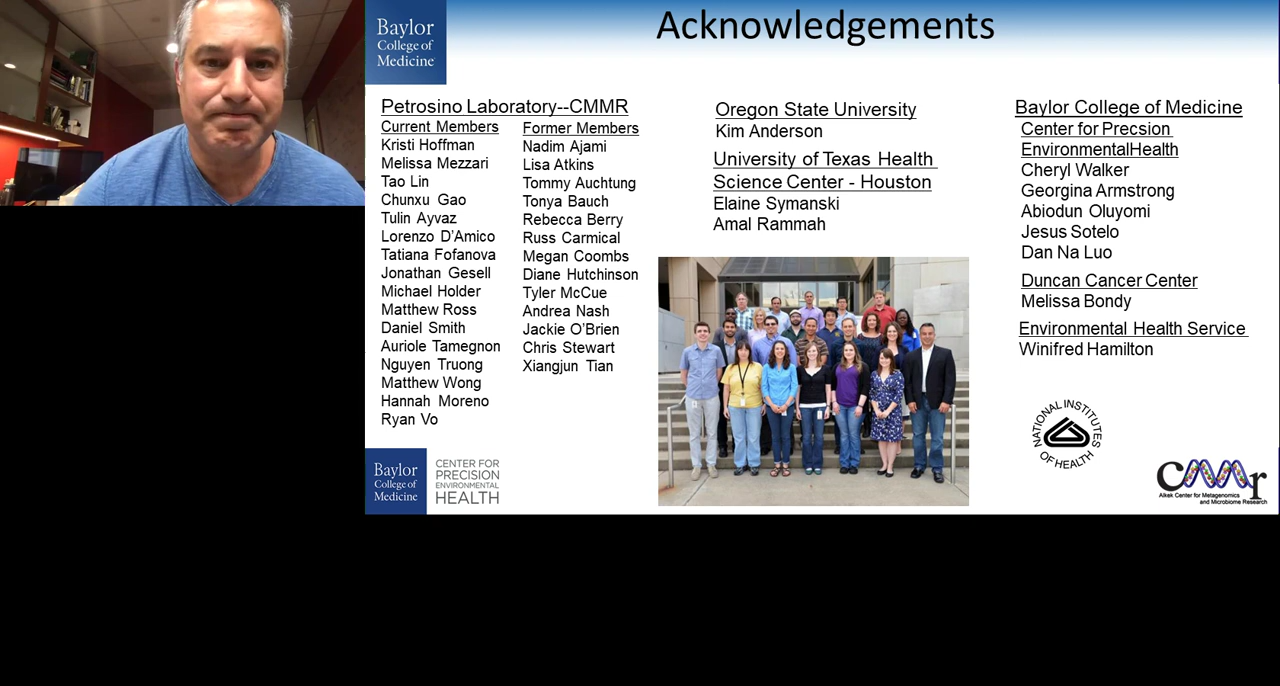 Baylor
College of
Medicine
Acknowledgements
Petrosino Laboratory--CMMR
Current Members
Kristi Hoffman
Melissa Mezzari
Tao Lin
Chunxu Gao
Tulin Ayvaz
Lorenzo D'Amico
Tatiana Fofanova
Jonathan Gesell
Michael Holder
Matthew Ross
Daniel Smith
Auriole Tamegnon
Nguyen Truong
Matthew Wong
Hannah Moreno
Ryan Vo
Former Members
Nadim Ajami
Lisa Atkins
Tommy Auchtung
Tonya Bauch
Rebecca Berry
Russ Carmical
Megan Coombs
Diane Hutchinson
Tyler McCue
Andrea Nash
Jackie O'Brien
Chris Stewart
Xiangjun Tian
Oregon State University
Kim Anderson
University of Texas Health
Science Center - Houston
Elaine Symanski
Amal Rammah
Baylor College of Medicine
Center for Precsion
EnvironmentalHealth
Cheryl Walker
Georgina Armstrong
Abiodun Oluyomi
Jesus Sotelo
Dan Na Luo
Duncan Cancer Center
Melissa Bondy
Environmental Health Service
Winifred Hamilton
NATIONAL INSTITUTES
OF HEALTH
Baylor
College of
Medicine
CENTER FOR
PRECISION
ENVIRONMENTAL
HEALTH
cMMr
Alkek Center for Metagenomics
and Microbiome Research